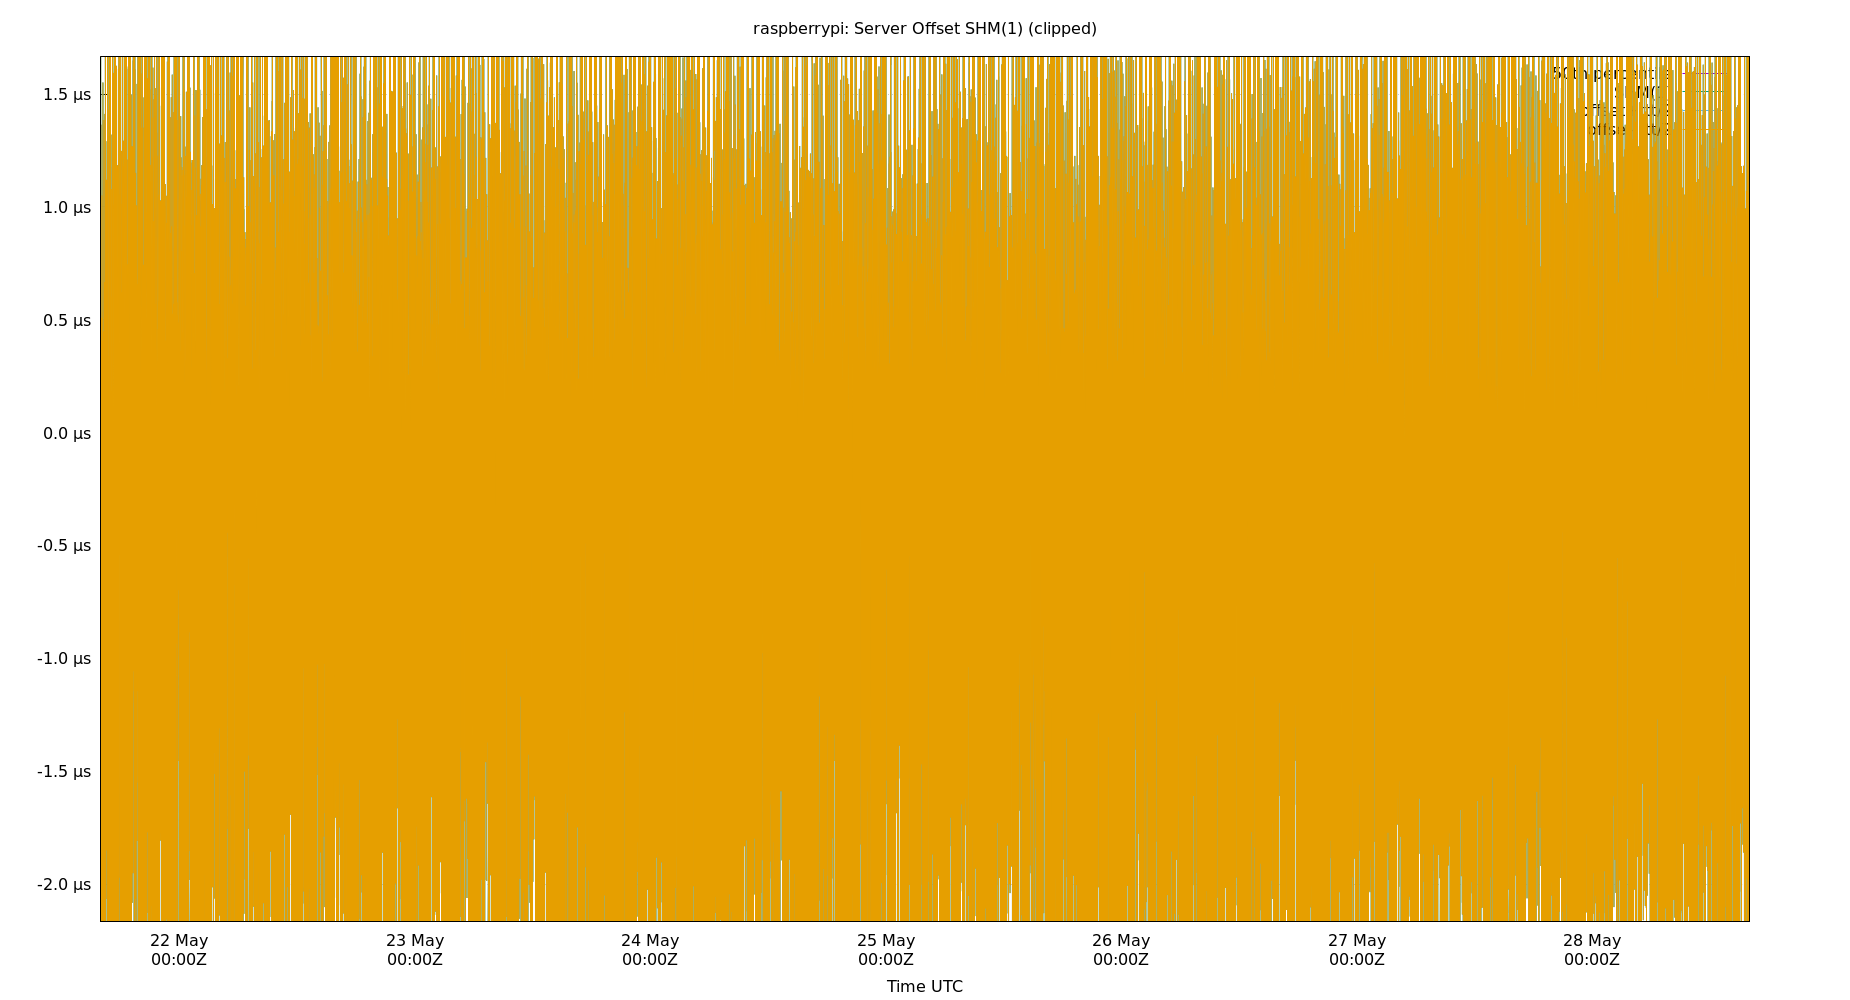 raspberrypi: Server Offset SHM(1) (clipped)
1.5 µs
1.0 µs
0.5 µs
0.0 µs
-0.5 µs
-1.0 µs
-1.5 µs
-2.0 µs
22 May 23 May 24 May 25 May 26 May 27 May 28 May
00:00Z 00:00Z 00:00Z 00:00Z 00:00Z 00:00Z 00:00Z
Time UTC